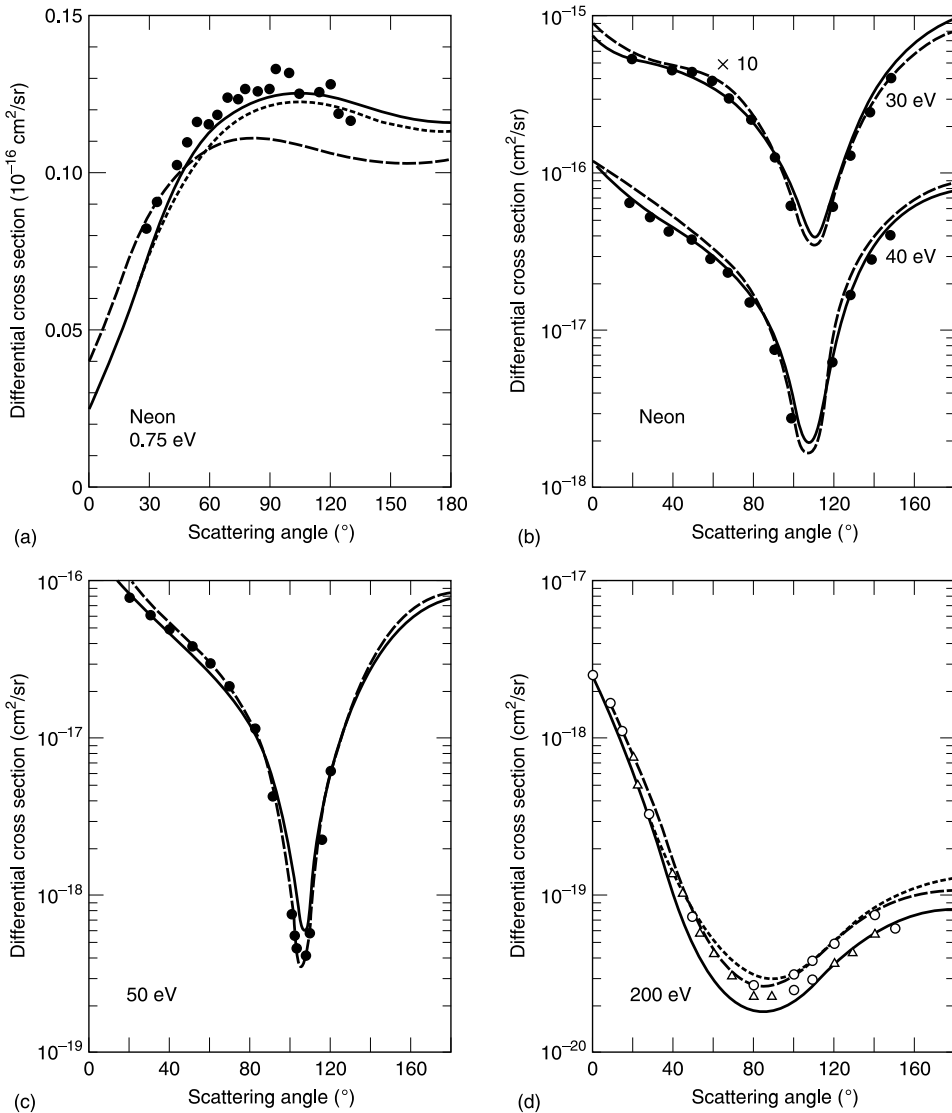 0.15
0.10
0.05
0
Differential cross section (10⁻¹⁶ cm²/sr)
Neon
0.75 eV
0 30 60 90 120 150 180
Scattering angle (°)
(a)
10⁻¹⁵
10⁻¹⁶
10⁻¹⁷
10⁻¹⁸
Differential cross section (cm²/sr)
× 10
30 eV
40 eV
Neon
0 40 80 120 160
Scattering angle (°)
(b)
10⁻¹⁶
10⁻¹⁷
10⁻¹⁸
10⁻¹⁹
Differential cross section (cm²/sr)
50 eV
0 40 80 120 160
Scattering angle (°)
(c)
10⁻¹⁷
10⁻¹⁸
10⁻¹⁹
10⁻²⁰
Differential cross section (cm²/sr)
200 eV
0 40 80 120 160
Scattering angle (°)
(d)